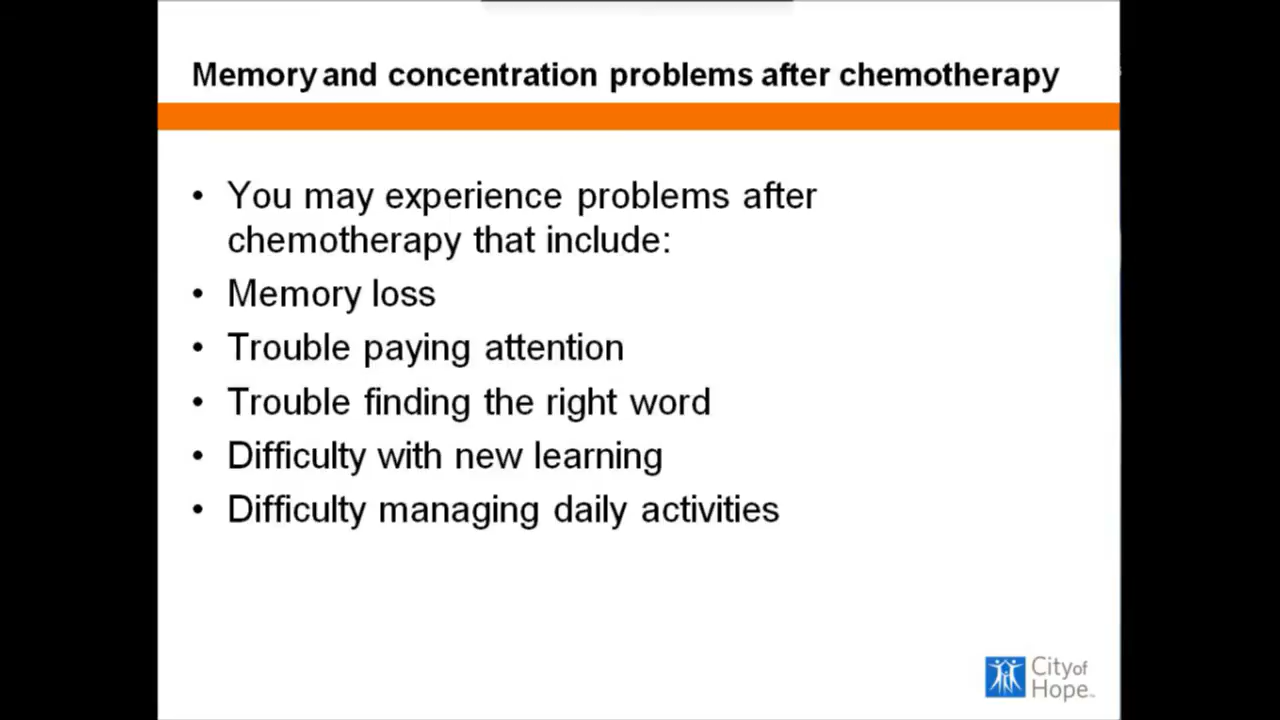 Memory and concentration problems after chemotherapy
• You may experience problems after
chemotherapy that include:
• Memory loss
• Trouble paying attention
• Trouble finding the right word
• Difficulty with new learning
• Difficulty managing daily activities
City of
Hope™